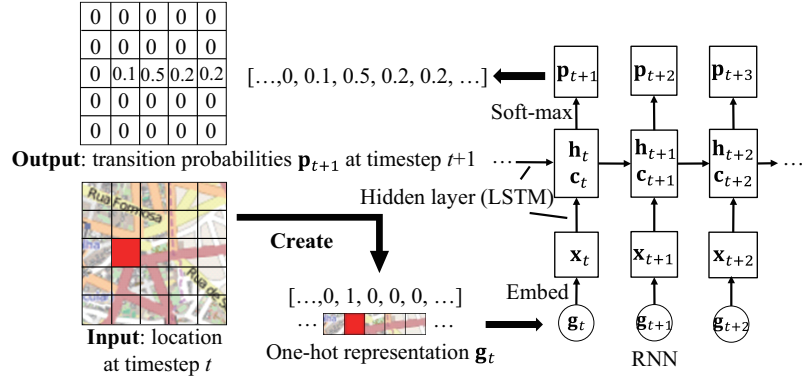 0 0 0 0 0
0 0 0 0 0
0 0.1 0.5 0.2 0.2
0 0 0 0 0
0 0 0 0 0
[...,0, 0.1, 0.5, 0.2, 0.2, ...]
Output: transition probabilities p_{t+1} at timestep t+1
Rua Formosa
Rua de S
Input: location
at timestep t
Create
[...,0, 1, 0, 0, 0, ...]
... ...
One-hot representation g_t
p_{t+1} p_{t+2} p_{t+3}
Soft-max
... h_t h_{t+1} h_{t+2} ...
c_t c_{t+1} c_{t+2}
Hidden layer (LSTM)
x_t x_{t+1} x_{t+2}
Embed
g_t g_{t+1} g_{t+2}
RNN